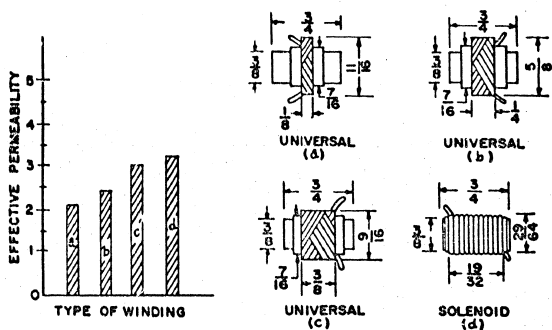 EFFECTIVE PERMEABILITY
5
4
3
2
1
0
a
b
c
d
TYPE OF WINDING
3/4
3/8
11/16
7/16
1/8
UNIVERSAL
(a)
3/4
3/8
5/8
7/16
1/4
UNIVERSAL
(b)
3/4
3/8
9/16
7/16
3/8
UNIVERSAL
(c)
3/4
3/8
29/64
19/32
SOLENOID
(d)